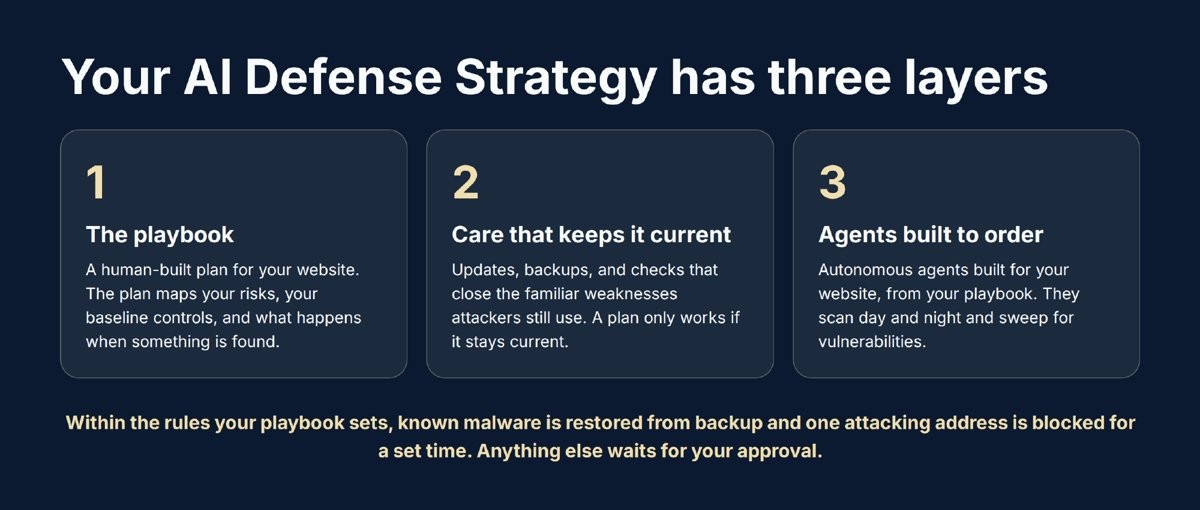 Your AI Defense Strategy has three layers
1
The playbook
A human-built plan for your website.
The plan maps your risks, your
baseline controls, and what happens
when something is found.
2
Care that keeps it current
Updates, backups, and checks that
close the familiar weaknesses
attackers still use. A plan only works if
it stays current.
3
Agents built to order
Autonomous agents built for your
website, from your playbook. They
scan day and night and sweep for
vulnerabilities.
Within the rules your playbook sets, known malware is restored from backup and one attacking address is blocked for
a set time. Anything else waits for your approval.